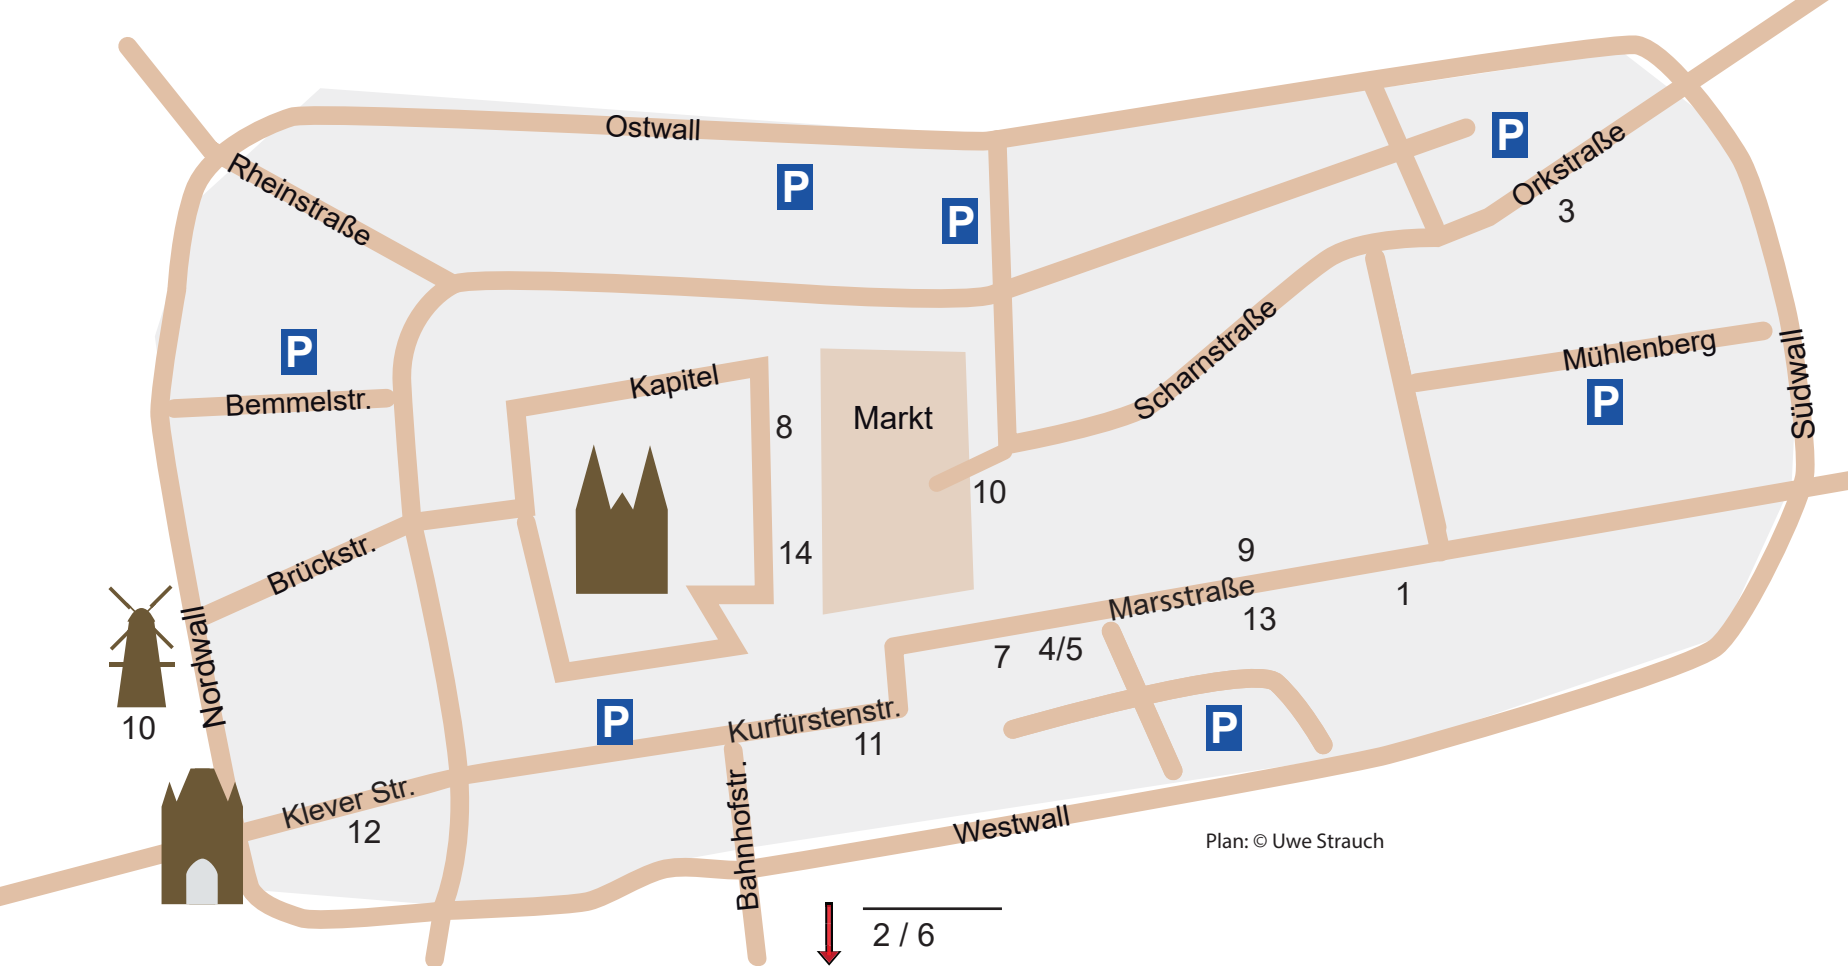 Ostwall
P
Orkstraße
Rheinstraße
P
P
3
Scharnstraße
Mühlenberg
Südwall
P
Bemmelstr.
Kapitel
8
Markt
P
10
Brückstr.
14
9
Marsstraße
1
13
Nordwall
7
4/5
10
P
Kurfürstenstr.
11
P
Klever Str.
12
Bahnhofstr.
Westwall
Plan: © Uwe Strauch
2 / 6